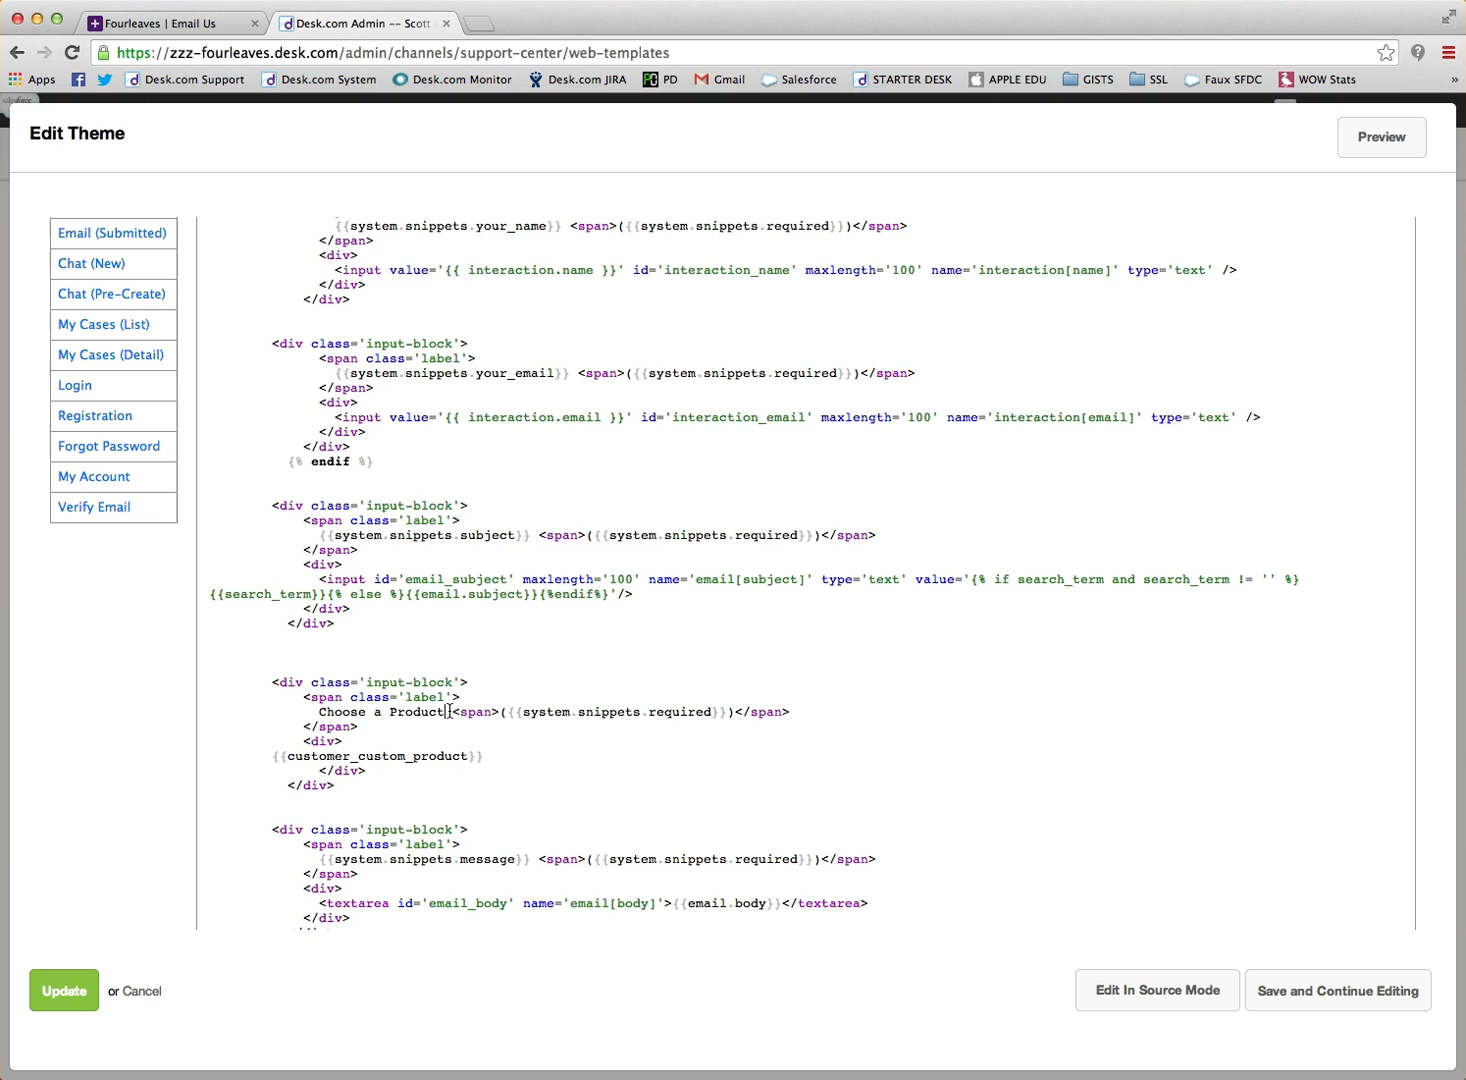 Fourleaves | Email Us
Desk.com Admin -- Scott
https://zzz-fourleaves.desk.com/admin/channels/support-center/web-templates
Apps Desk.com Support Desk.com System Desk.com Monitor Desk.com JIRA PD Gmail Salesforce STARTER DESK APPLE EDU GISTS SSL Faux SFDC WOW Stats »
Edit Theme
Preview
Email (Submitted)
Chat (New)
Chat (Pre-Create)
My Cases (List)
My Cases (Detail)
Login
Registration
Forgot Password
My Account
Verify Email
{{system.snippets.your_name}} <span>({{system.snippets.required}})</span>
</span>
<div>
<input value='{{ interaction.name }}' id='interaction_name' maxlength='100' name='interaction[name]' type='text' />
</div>
</div>
<div class='input-block'>
<span class='label'>
{{system.snippets.your_email}} <span>({{system.snippets.required}})</span>
</span>
<div>
<input value='{{ interaction.email }}' id='interaction_email' maxlength='100' name='interaction[email]' type='text' />
</div>
</div>
{% endif %}
<div class='input-block'>
<span class='label'>
{{system.snippets.subject}} <span>({{system.snippets.required}})</span>
</span>
<div>
<input id='email_subject' maxlength='100' name='email[subject]' type='text' value='{% if search_term and search_term != '' %}
{{search_term}}{% else %}{{email.subject}}{%endif%}'/>
</div>
</div>
<div class='input-block'>
<span class='label'>
Choose a Product <span>({{system.snippets.required}})</span>
</span>
<div>
{{customer_custom_product}}
</div>
</div>
<div class='input-block'>
<span class='label'>
{{system.snippets.message}} <span>({{system.snippets.required}})</span>
</span>
<div>
<textarea id='email_body' name='email[body]'>{{email.body}}</textarea>
</div>
Update or Cancel
Edit In Source Mode
Save and Continue Editing